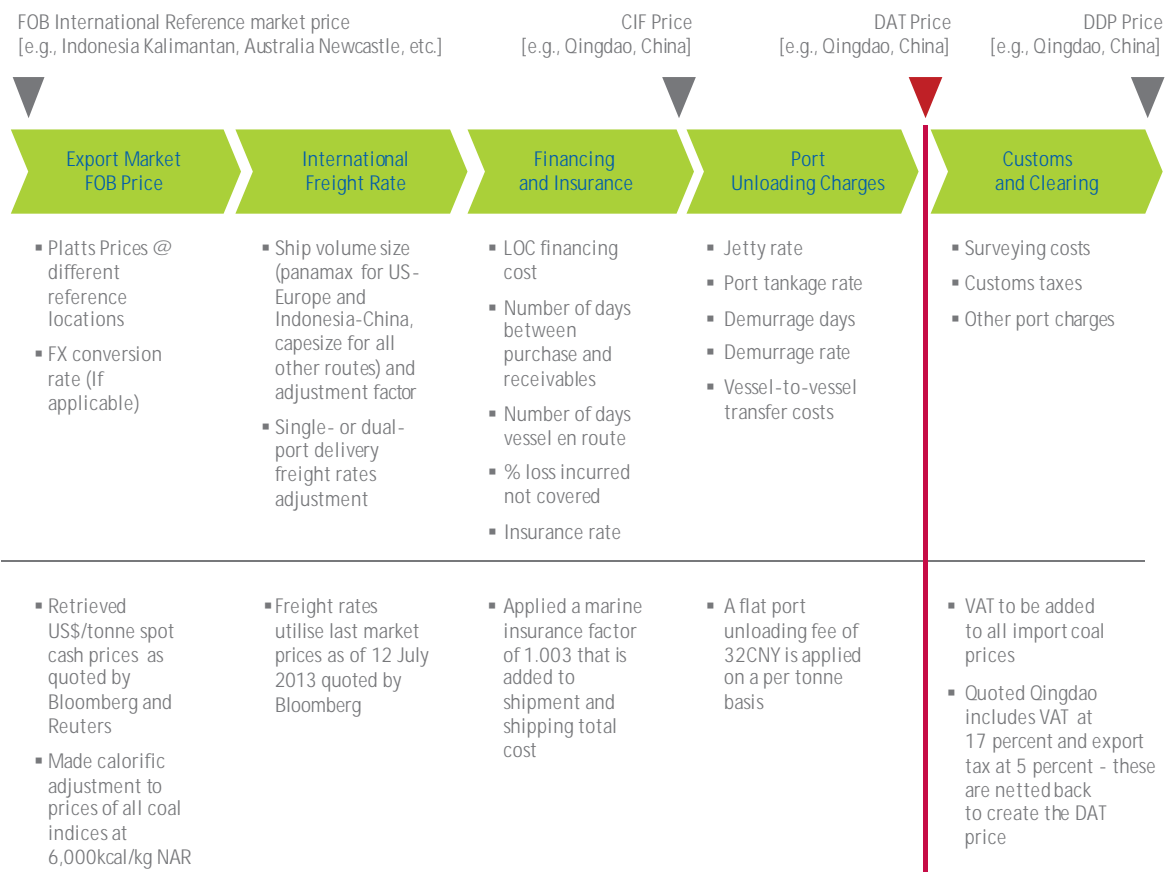 FOB International Reference market price
[e.g., Indonesia Kalimantan, Australia Newcastle, etc.]
CIF Price
[e.g., Qingdao, China]
DAT Price
[e.g., Qingdao, China]
DDP Price
[e.g., Qingdao, China]
Export Market
FOB Price
International
Freight Rate
Financing
and Insurance
Port
Unloading Charges
Customs
and Clearing
▪ Platts Prices @
different
reference
locations
▪ FX conversion
rate (If
applicable)
▪ Ship volume size
(panamax for US-
Europe and
Indonesia-China,
capesize for all
other routes) and
adjustment factor
▪ Single- or dual-
port delivery
freight rates
adjustment
▪ LOC financing
cost
▪ Number of days
between
purchase and
receivables
▪ Number of days
vessel en route
▪ % loss incurred
not covered
▪ Insurance rate
▪ Jetty rate
▪ Port tankage rate
▪ Demurrage days
▪ Demurrage rate
▪ Vessel-to-vessel
transfer costs
▪ Surveying costs
▪ Customs taxes
▪ Other port charges
▪ Retrieved
US$/tonne spot
cash prices as
quoted by
Bloomberg and
Reuters
▪ Made calorific
adjustment to
prices of all coal
indices at
6,000kcal/kg NAR
▪ Freight rates
utilise last market
prices as of 12 July
2013 quoted by
Bloomberg
▪ Applied a marine
insurance factor
of 1.003 that is
added to
shipment and
shipping total
cost
▪ A flat port
unloading fee of
32CNY is applied
on a per tonne
basis
▪ VAT to be added
to all import coal
prices
▪ Quoted Qingdao
includes VAT at
17 percent and export
tax at 5 percent - these
are netted back
to create the DAT
price